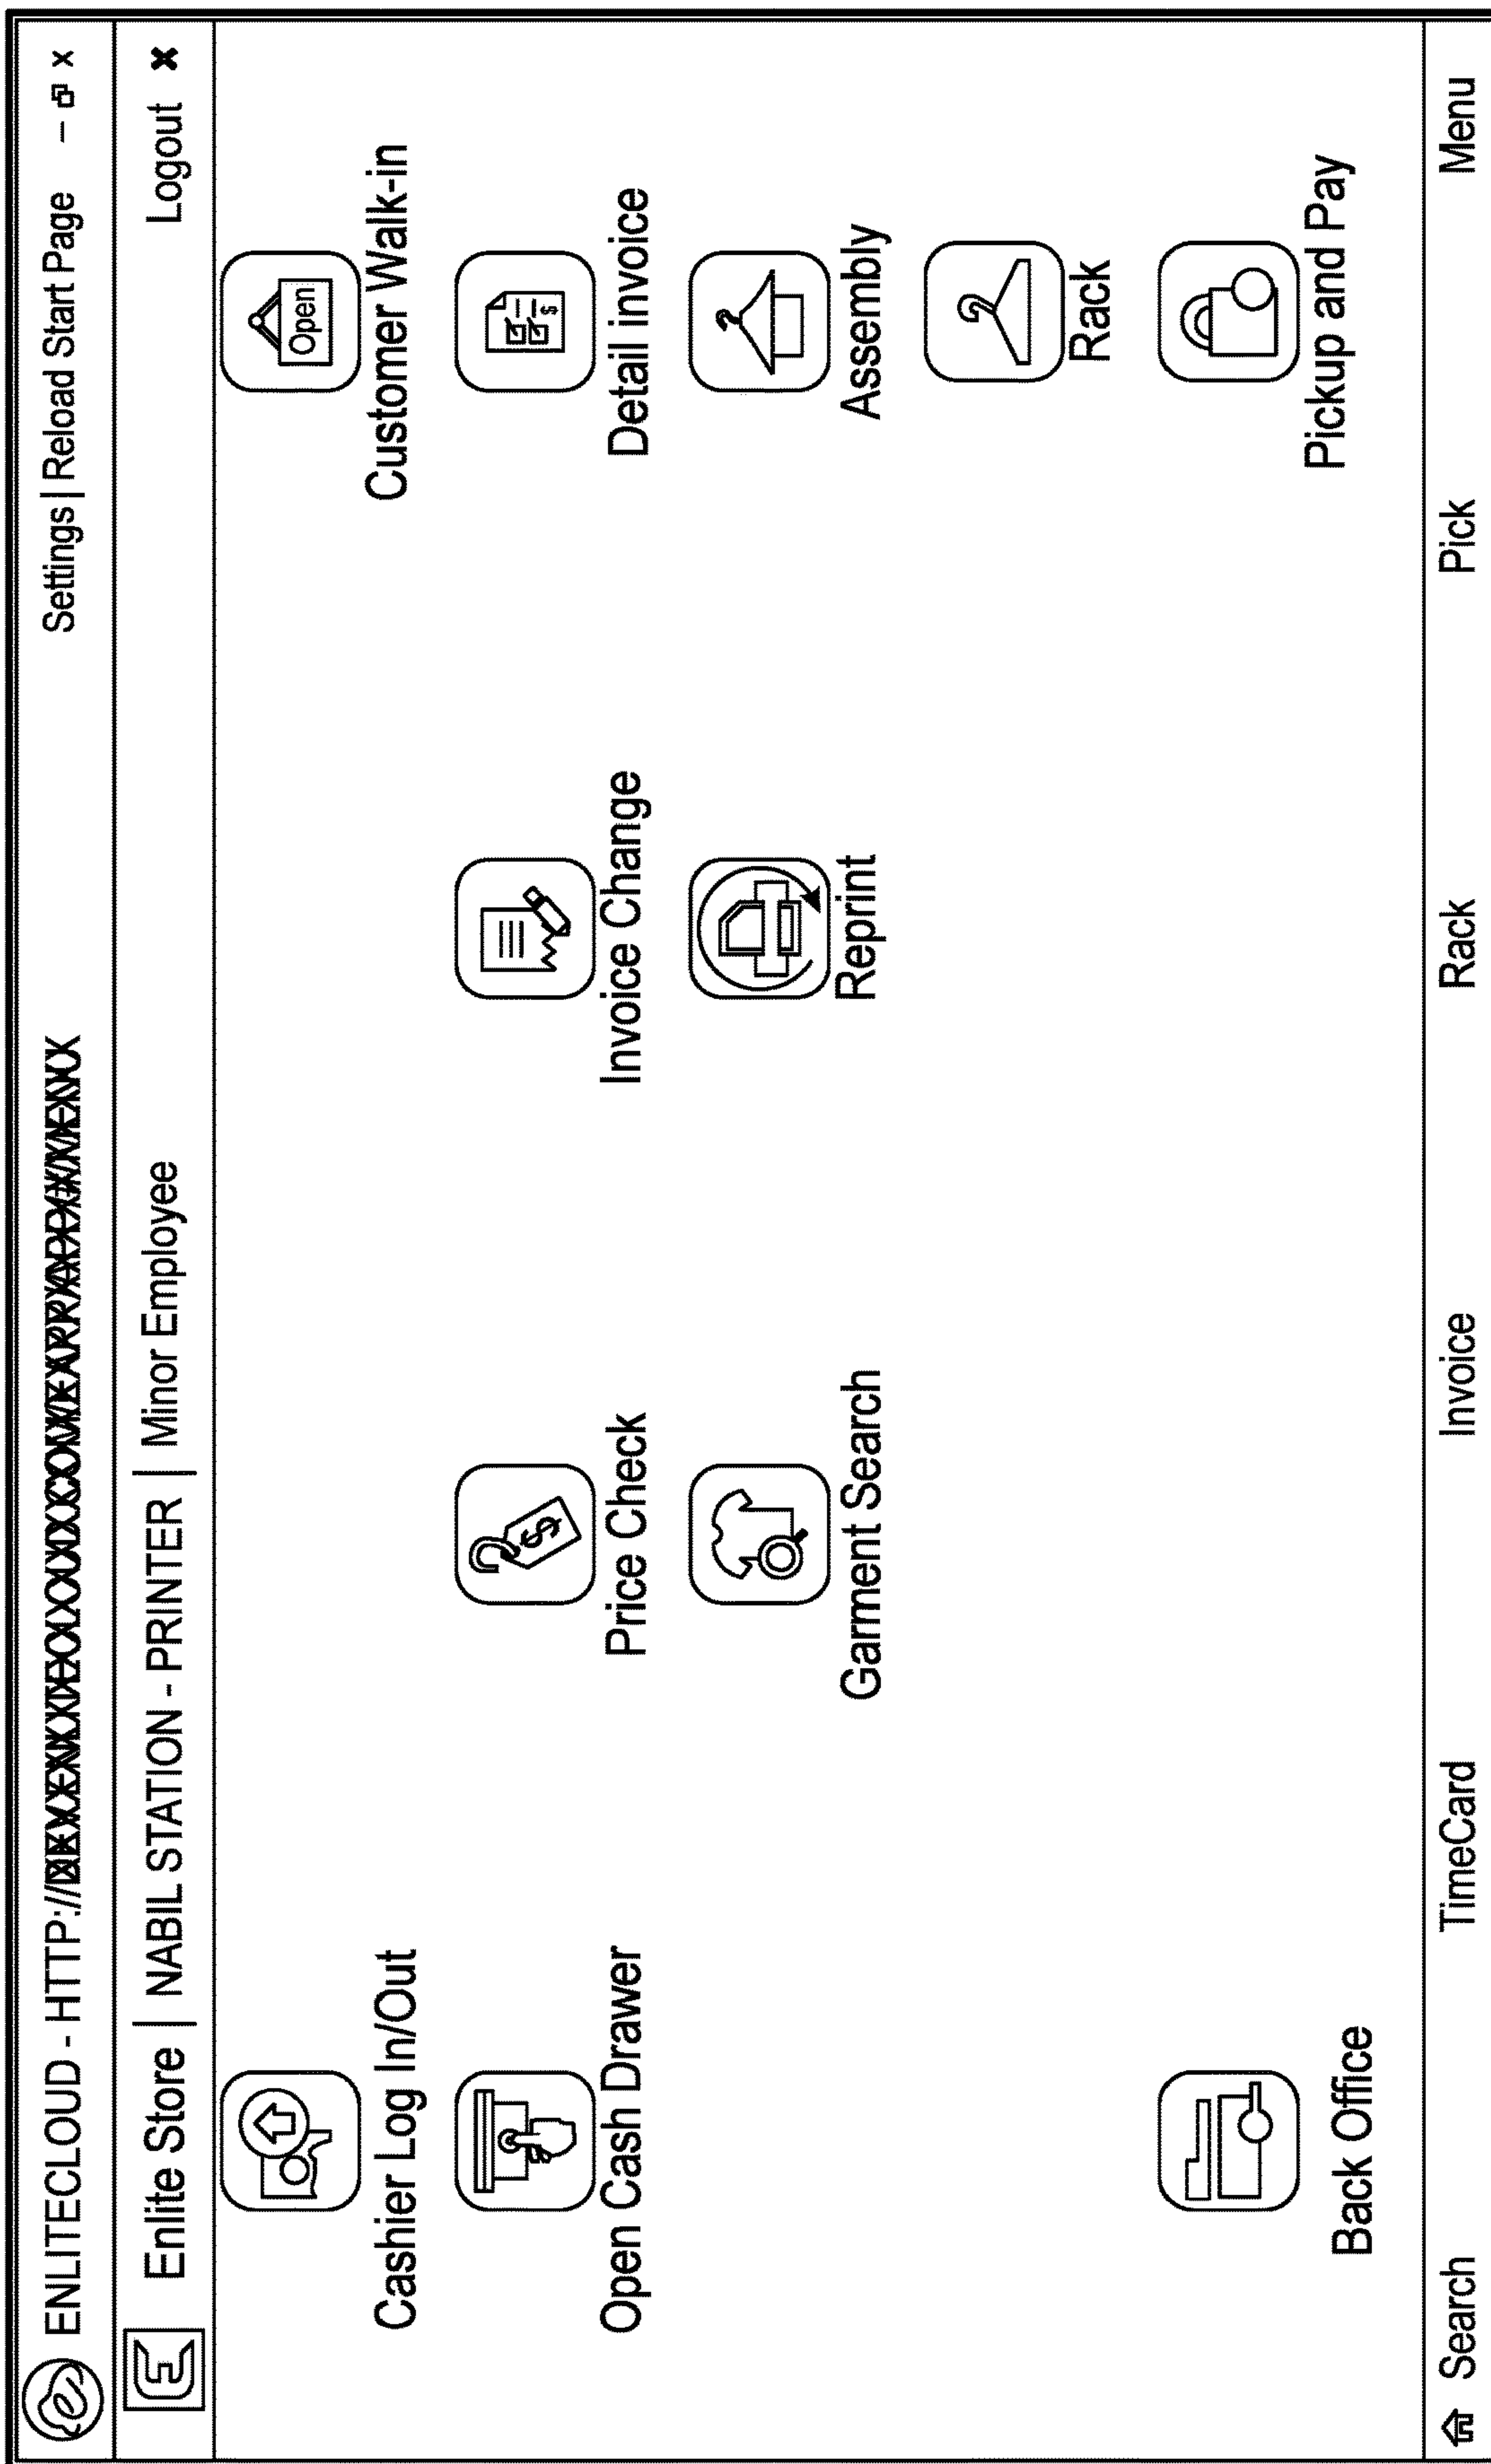 ENLITECLOUD - HTTP:// Settings | Reload Start Page
Enlite Store | NABIL STATION - PRINTER | Minor Employee Logout ×
Open
Cashier Log In/Out Customer Walk-in
$ $
Open Cash Drawer Price Check Invoice Change Detail invoice
Garment Search Reprint Assembly
Rack
Back Office Pickup and Pay
Search TimeCard Invoice Rack Pick Menu